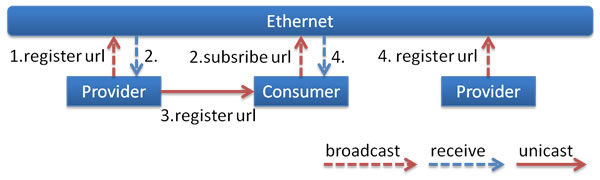 Ethernet
1.register url
2.
2.subsribe url
4.
4. register url
Provider
Consumer
Provider
3.register url
broadcast
receive
unicast